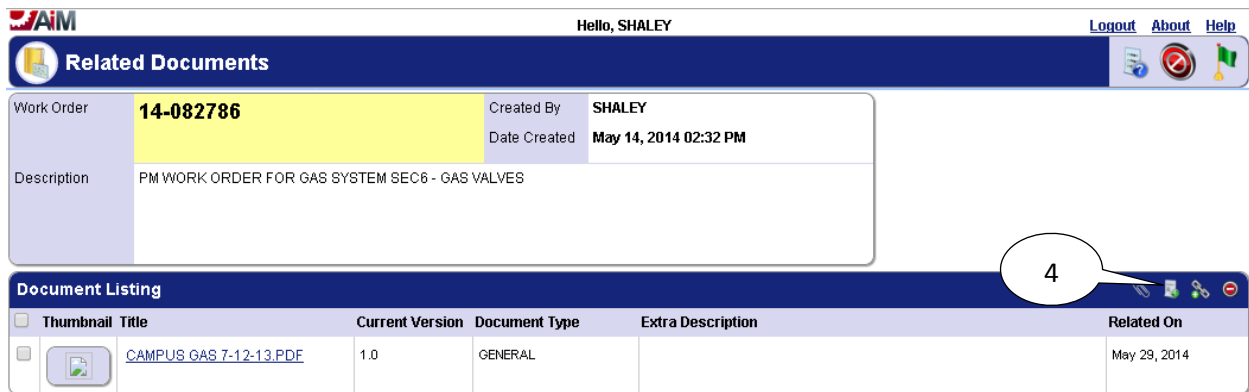 AiM Hello, SHALEY Logout About Help
Related Documents
Work Order 14-082786 Created By SHALEY
Date Created May 14, 2014 02:32 PM
Description PM WORK ORDER FOR GAS SYSTEM SEC6 - GAS VALVES
4
Document Listing
Thumbnail Title Current Version Document Type Extra Description Related On
CAMPUS GAS 7-12-13.PDF 1.0 GENERAL May 29, 2014